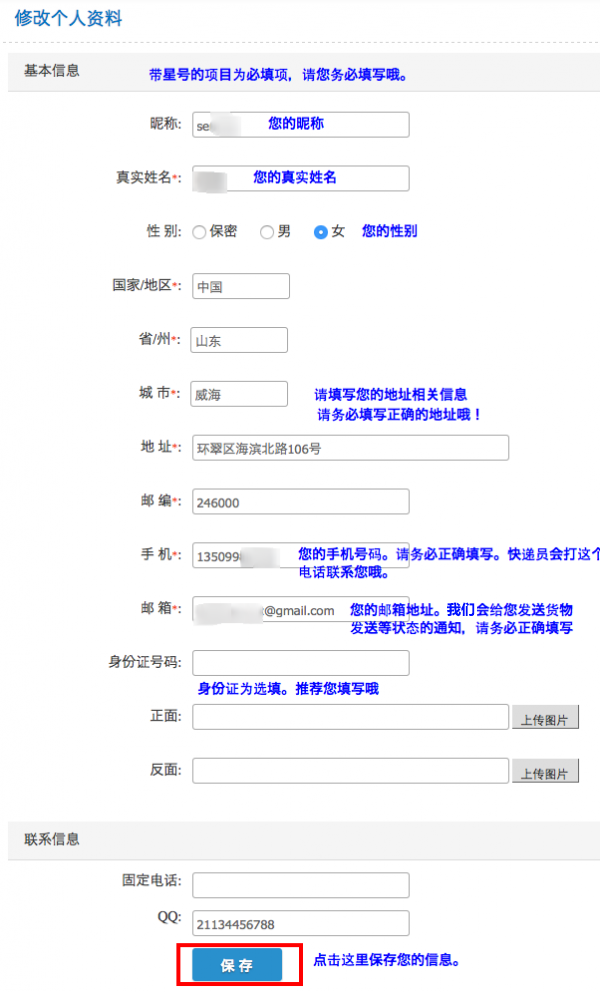 修改个人资料
基本信息 带星号的项目为必填项，请您务必填写哦。
昵称: 您的昵称
真实姓名*: 您的真实姓名
性 别: 保密 男 女 您的性别
国家/地区*: 中国
省/州*: 山东
城 市*: 威海 请填写您的地址相关信息
请务必填写正确的地址哦！
地 址*: 环翠区海滨北路106号
邮 编*: 246000
手 机*: 135099 您的手机号码。请务必正确填写。快递员会打这个
电话联系您哦。
邮 箱*: @gmail.com 您的邮箱地址。我们会给您发送货物
发送等状态的通知，请务必正确填写
身份证号码:
身份证为选填。推荐您填写哦
正面: 上传图片
反面: 上传图片
联系信息
固定电话:
QQ: 21134456788
保 存 点击这里保存您的信息。